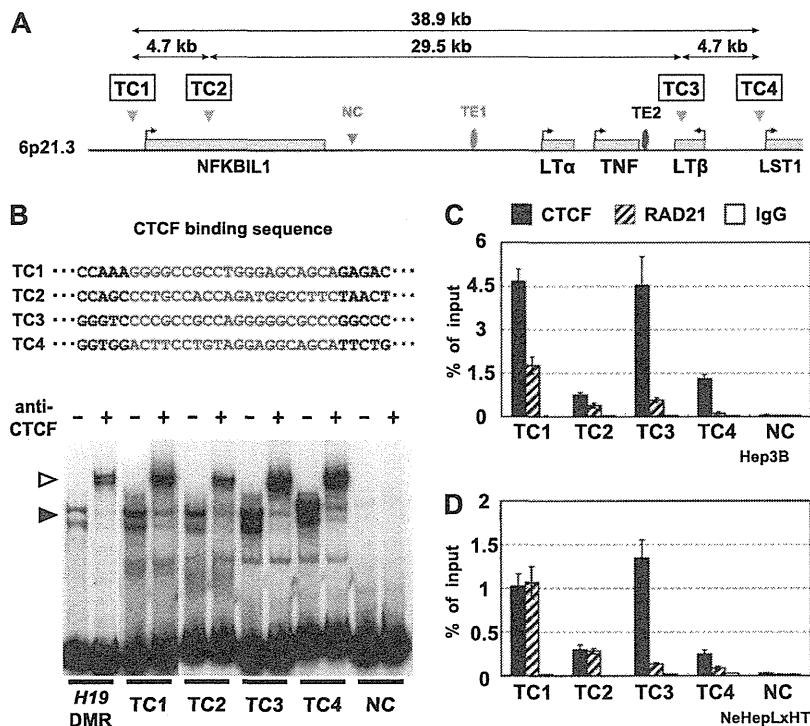 A
38.9 kb
4.7 kb 29.5 kb 4.7 kb
TC1 TC2 TC3 TC4
NC TE1 TE2
6p21.3
NFKBIL1 LTα TNF LTβ LST1
B
CTCF binding sequence
TC1 ···CCAAAGGGGCCGCCTGGGAGCAGCAGAGAC···
TC2 ···CCAGCCCTGCCACCAGATGGCCTTCTAACT···
TC3 ···GGGTCCCCGCCGCCAGGGGGCGCCCGGCCC···
TC4 ···GGTGGACTTCCTGTAGGAGGCAGCATTCTG···
anti-CTCF - + - + - + - + - + - +
H19 DMR TC1 TC2 TC3 TC4 NC
C
CTCF RAD21 IgG
% of input
6
4.5
3
1.5
0
TC1 TC2 TC3 TC4 NC
Hep3B
D
% of input
2
1.5
1
0.5
0
TC1 TC2 TC3 TC4 NC
NeHepLxHT